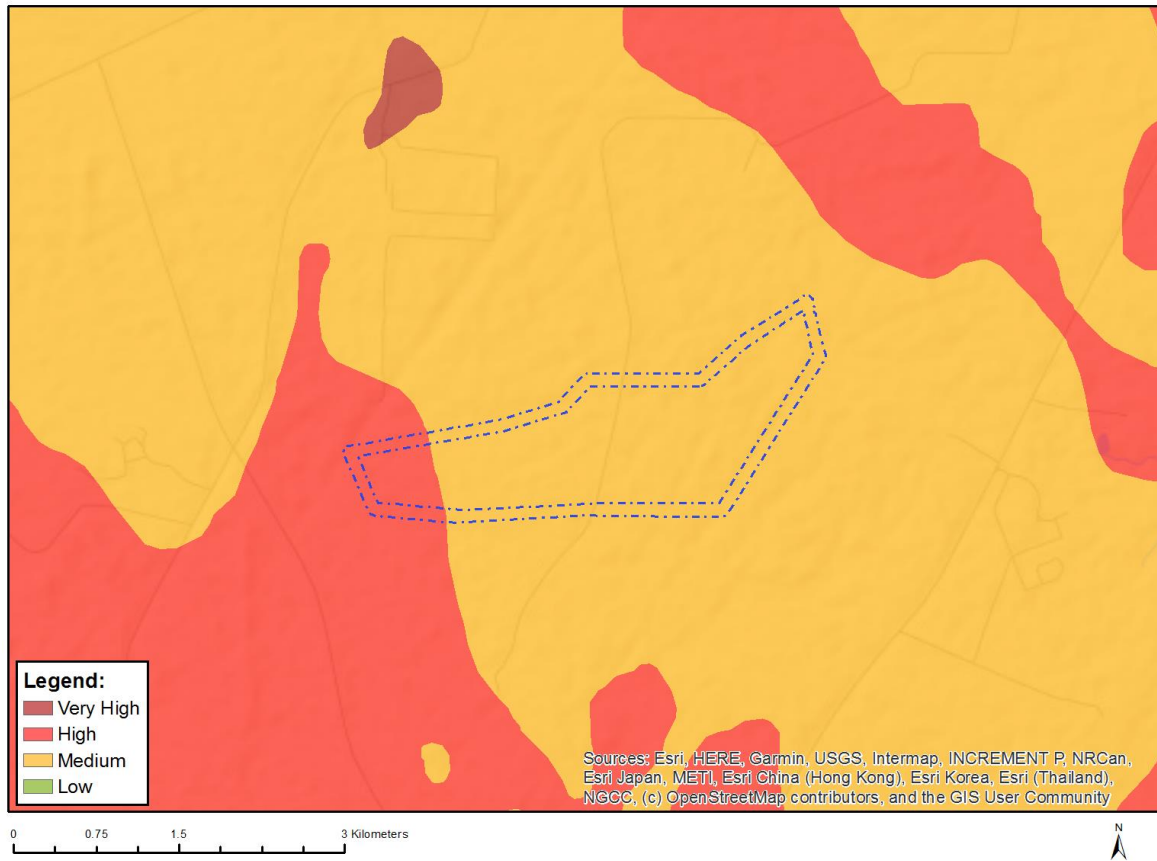 Legend:
Very High
High
Medium
Low
Sources: Esri, HERE, Garmin, USGS, Intermap, INCREMENT P, NRCan,
Esri Japan, METI, Esri China (Hong Kong), Esri Korea, Esri (Thailand),
NGCC, (c) OpenStreetMap contributors, and the GIS User Community
0 0.75 1.5 3 Kilometers
N